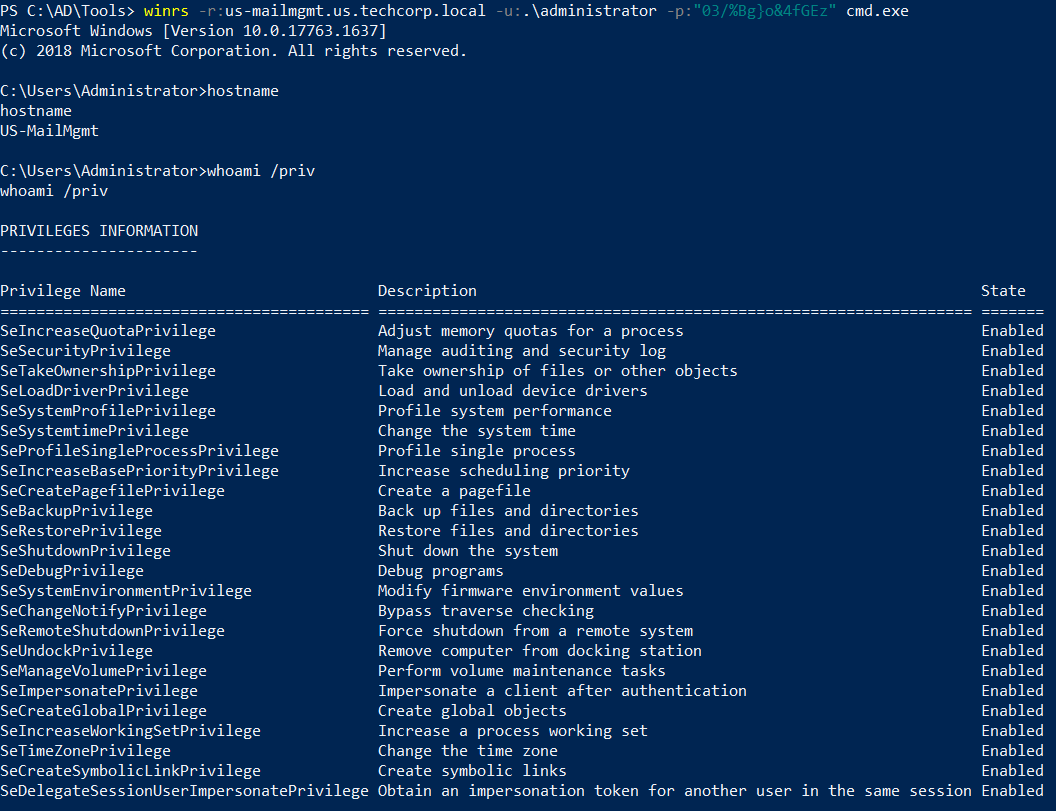 PS C:\AD\Tools> winrs -r:us-mailmgmt.us.techcorp.local -u:.\administrator -p:"03/%Bg}o&4fGEz" cmd.exe
Microsoft Windows [Version 10.0.17763.1637]
(c) 2018 Microsoft Corporation. All rights reserved.

C:\Users\Administrator>hostname
hostname
US-MailMgmt

C:\Users\Administrator>whoami /priv
whoami /priv

PRIVILEGES INFORMATION
----------------------

Privilege Name                            Description                                                        State
========================================= ================================================================== =======
SeIncreaseQuotaPrivilege                  Adjust memory quotas for a process                                 Enabled
SeSecurityPrivilege                       Manage auditing and security log                                   Enabled
SeTakeOwnershipPrivilege                  Take ownership of files or other objects                           Enabled
SeLoadDriverPrivilege                     Load and unload device drivers                                     Enabled
SeSystemProfilePrivilege                  Profile system performance                                         Enabled
SeSystemtimePrivilege                     Change the system time                                             Enabled
SeProfileSingleProcessPrivilege           Profile single process                                             Enabled
SeIncreaseBasePriorityPrivilege           Increase scheduling priority                                       Enabled
SeCreatePagefilePrivilege                 Create a pagefile                                                  Enabled
SeBackupPrivilege                         Back up files and directories                                      Enabled
SeRestorePrivilege                        Restore files and directories                                      Enabled
SeShutdownPrivilege                       Shut down the system                                               Enabled
SeDebugPrivilege                          Debug programs                                                     Enabled
SeSystemEnvironmentPrivilege              Modify firmware environment values                                 Enabled
SeChangeNotifyPrivilege                   Bypass traverse checking                                           Enabled
SeRemoteShutdownPrivilege                 Force shutdown from a remote system                                Enabled
SeUndockPrivilege                         Remove computer from docking station                               Enabled
SeManageVolumePrivilege                   Perform volume maintenance tasks                                   Enabled
SeImpersonatePrivilege                    Impersonate a client after authentication                          Enabled
SeCreateGlobalPrivilege                   Create global objects                                              Enabled
SeIncreaseWorkingSetPrivilege             Increase a process working set                                     Enabled
SeTimeZonePrivilege                       Change the time zone                                               Enabled
SeCreateSymbolicLinkPrivilege             Create symbolic links                                              Enabled
SeDelegateSessionUserImpersonatePrivilege Obtain an impersonation token for another user in the same session Enabled